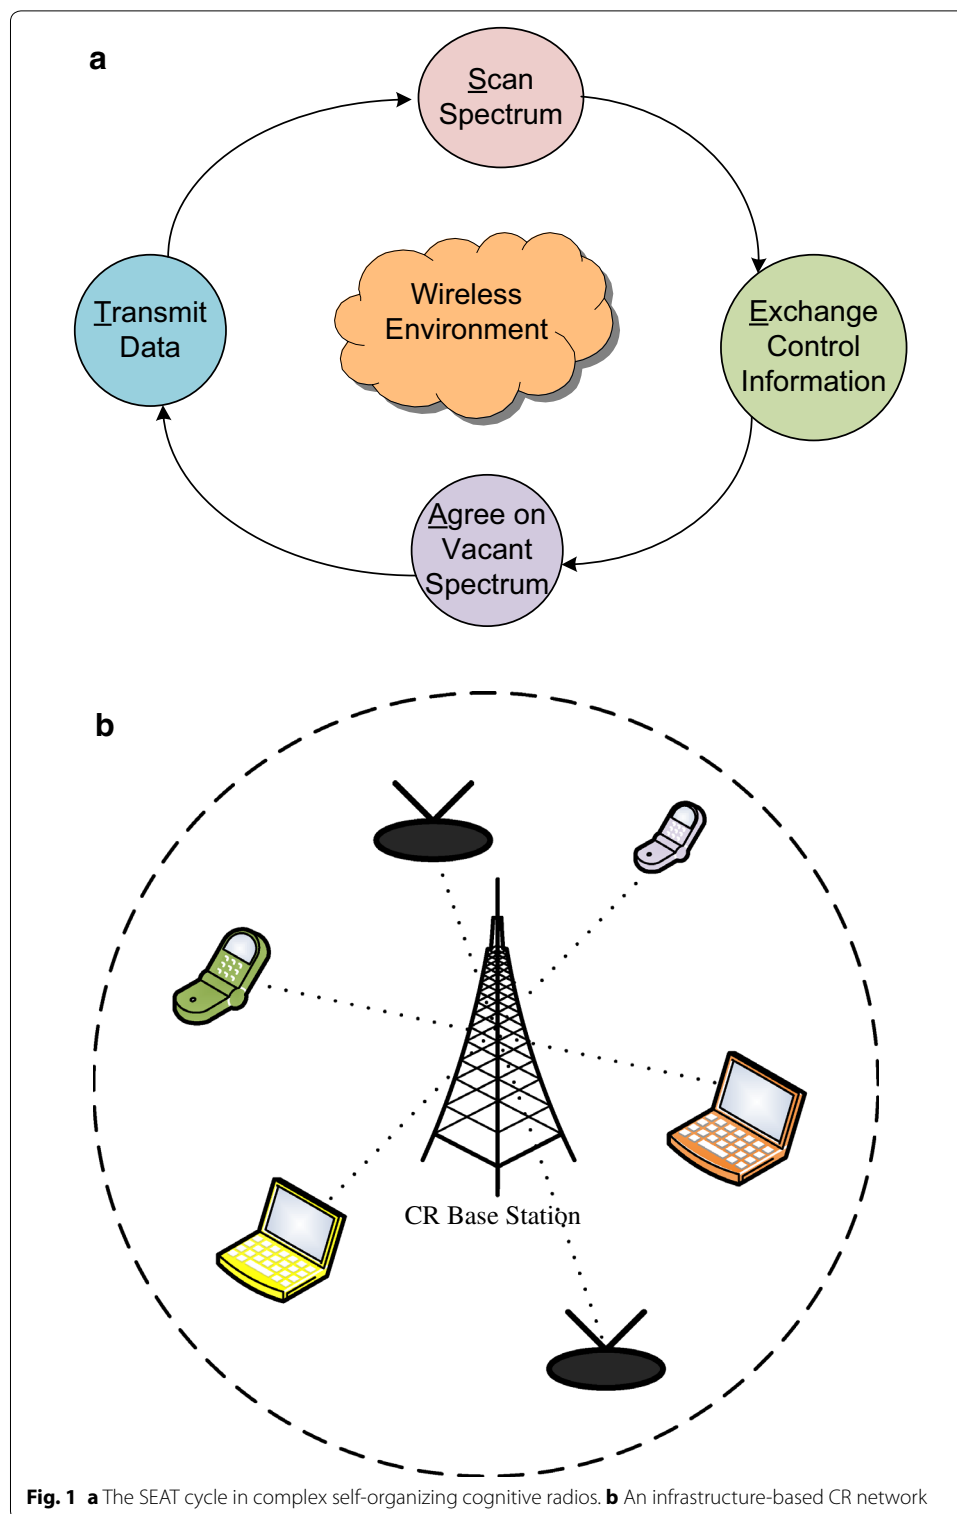 a
Scan
Spectrum
Wireless
Environment
Transmit
Data
Exchange
Control
Information
Agree on
Vacant
Spectrum
b
CR Base Station
Fig. 1 a The SEAT cycle in complex self-organizing cognitive radios. b An infrastructure-based CR network